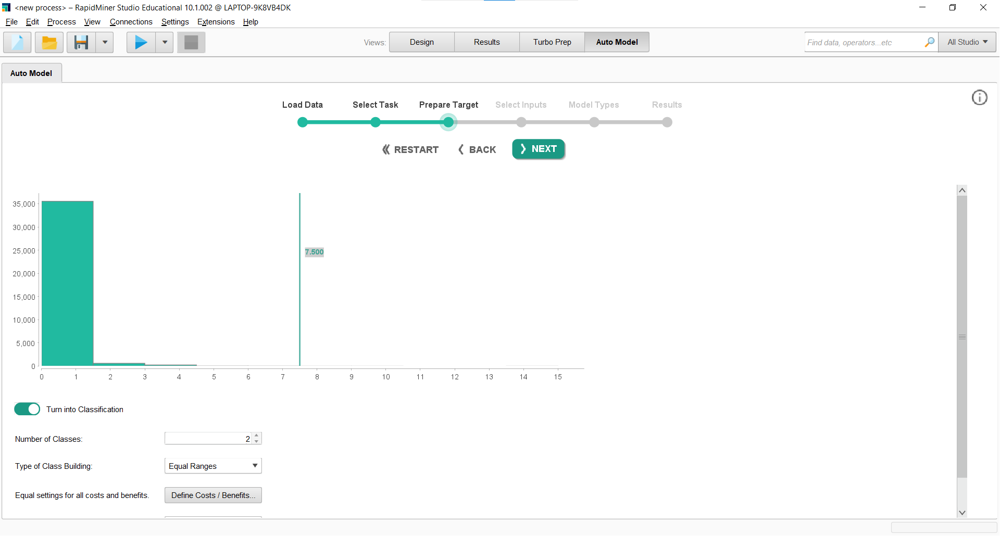 <new process> – RapidMiner Studio Educational 10.1.002 @ LAPTOP-9K8VB4DK
File Edit Process View Connections Settings Extensions Help
Views: Design Results Turbo Prep Auto Model
Find data, operators...etc All Studio
Auto Model
Load Data Select Task Prepare Target Select Inputs Model Types Results
RESTART BACK NEXT
35,000
30,000
25,000
7.500
20,000
15,000
10,000
5,000
0
0 1 2 3 4 5 6 7 8 9 10 11 12 13 14 15
Turn into Classification
Number of Classes: 2
Type of Class Building: Equal Ranges
Equal settings for all costs and benefits. Define Costs / Benefits...